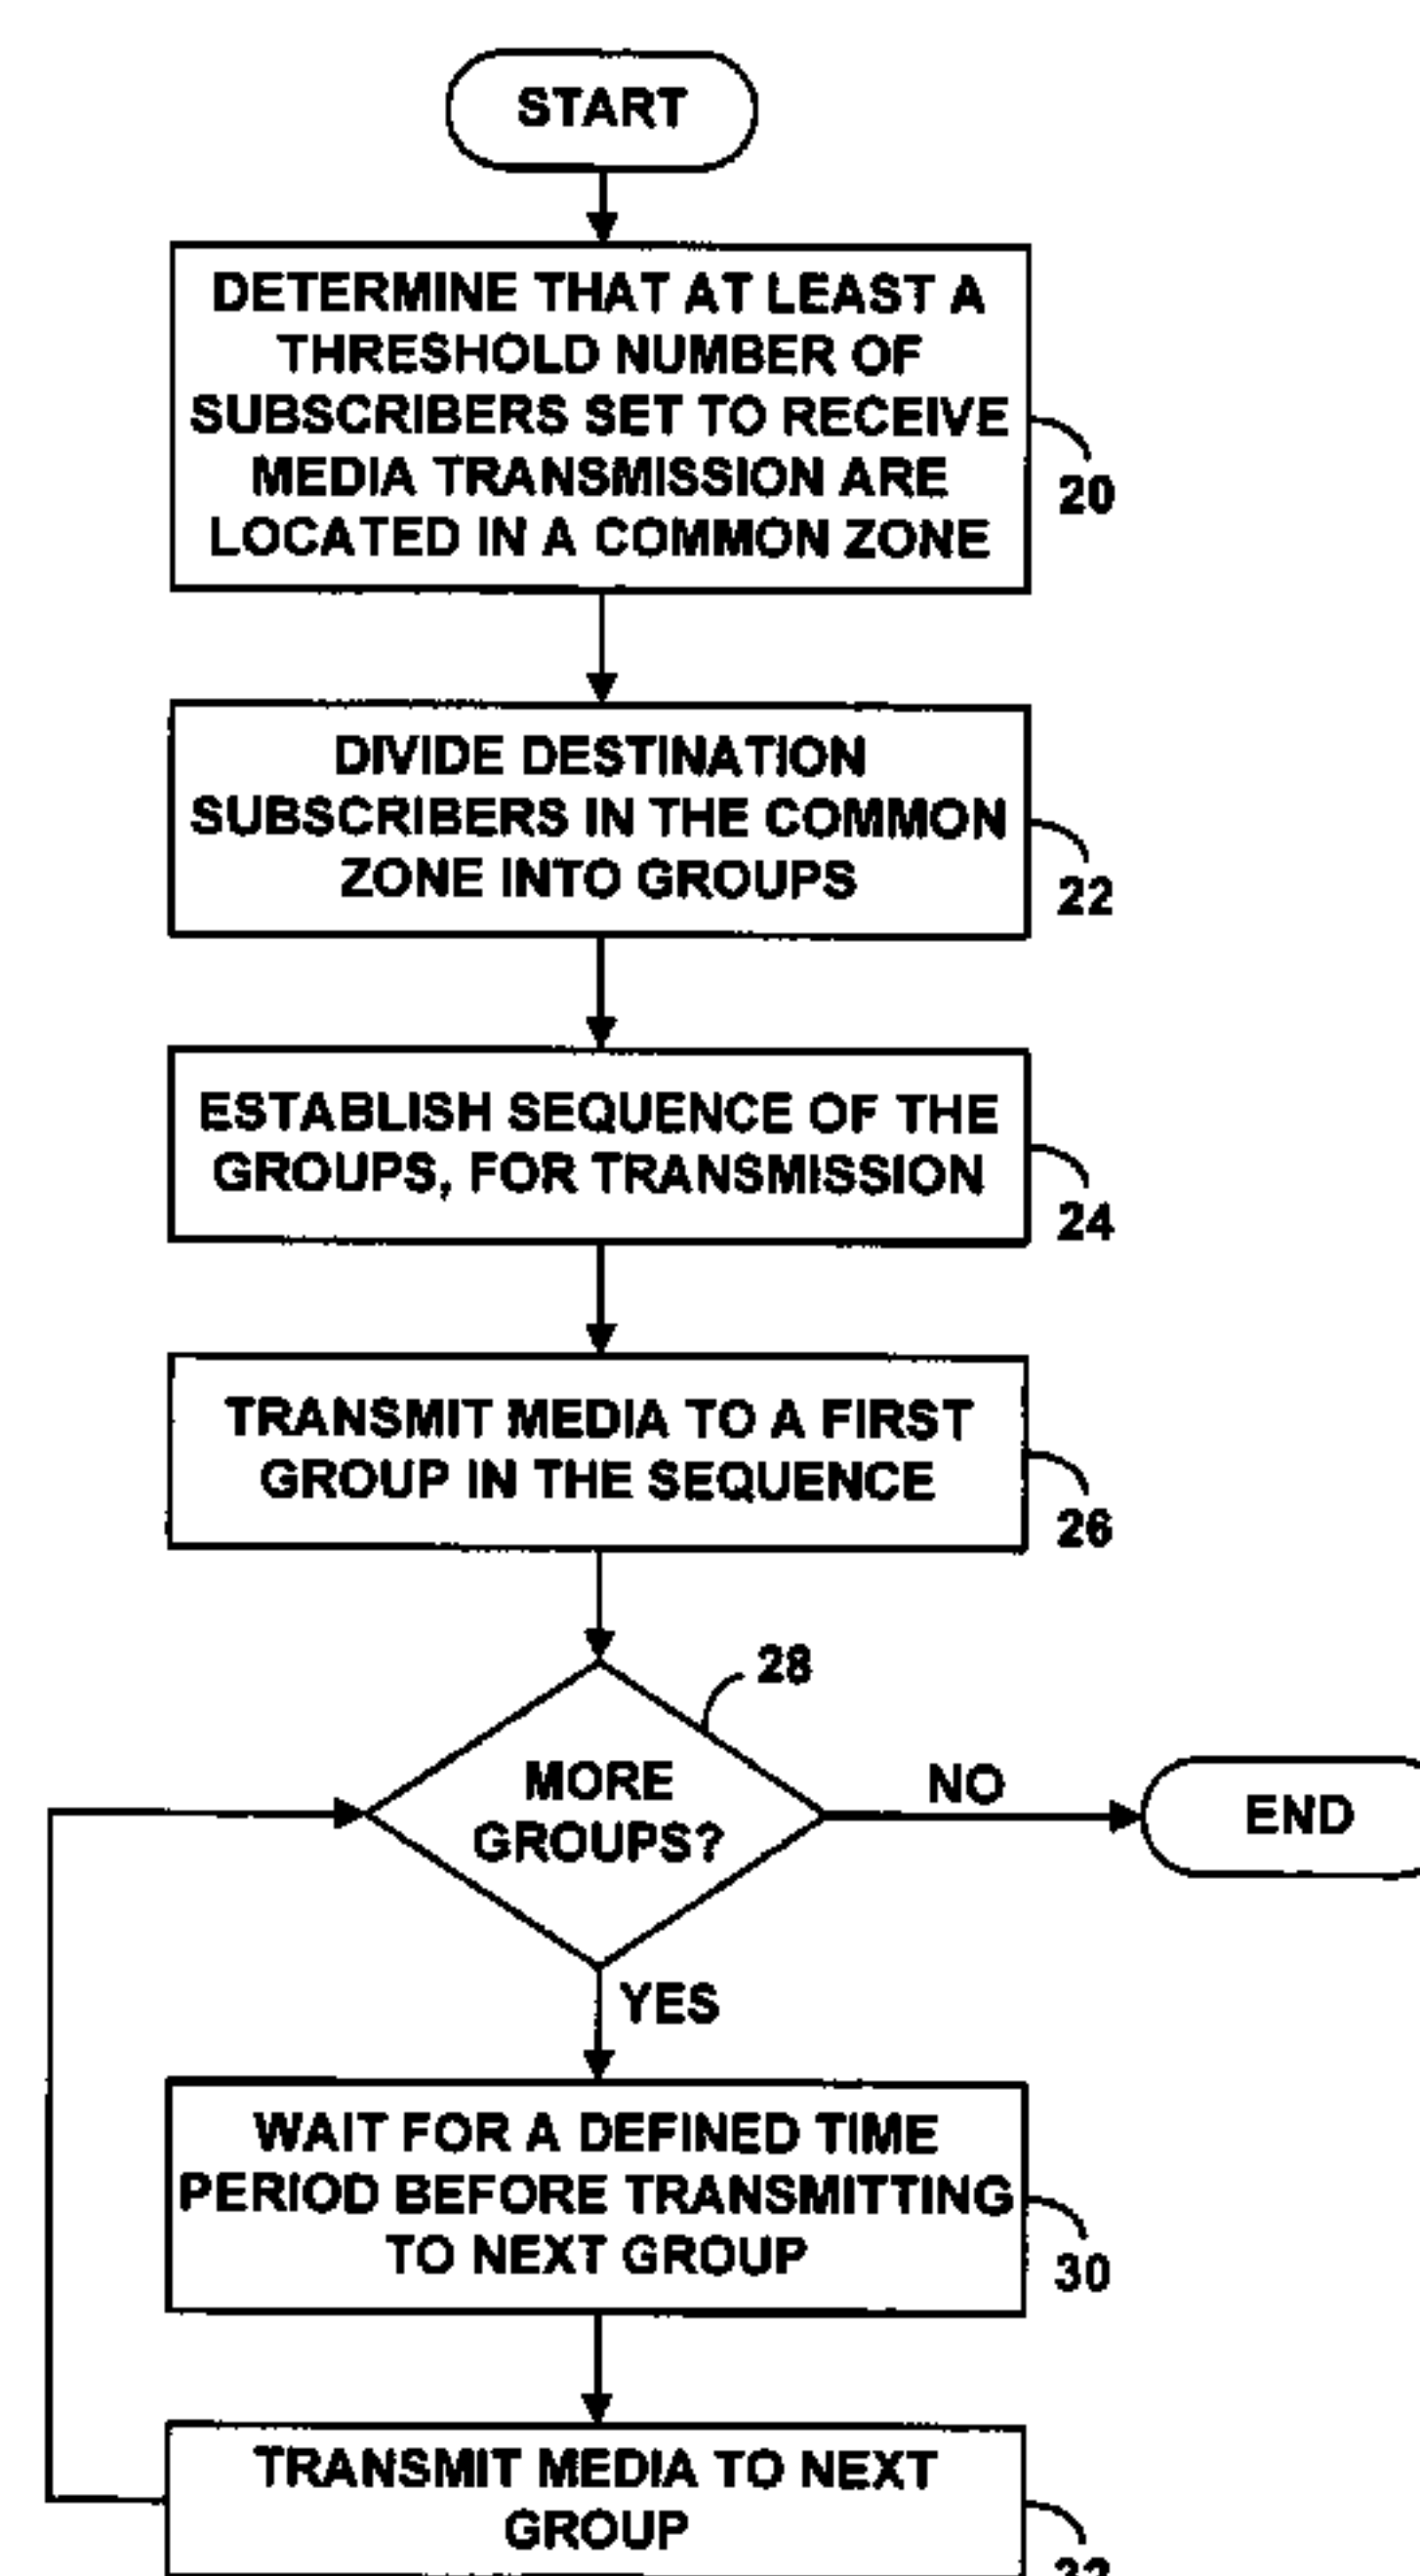 START
DETERMINE THAT AT LEAST A
THRESHOLD NUMBER OF
SUBSCRIBERS SET TO RECEIVE
MEDIA TRANSMISSION ARE
LOCATED IN A COMMON ZONE
20
DIVIDE DESTINATION
SUBSCRIBERS IN THE COMMON
ZONE INTO GROUPS
22
ESTABLISH SEQUENCE OF THE
GROUPS, FOR TRANSMISSION
24
TRANSMIT MEDIA TO A FIRST
GROUP IN THE SEQUENCE
26
28
MORE
GROUPS?
NO
END
YES
WAIT FOR A DEFINED TIME
PERIOD BEFORE TRANSMITTING
TO NEXT GROUP
30
TRANSMIT MEDIA TO NEXT
GROUP